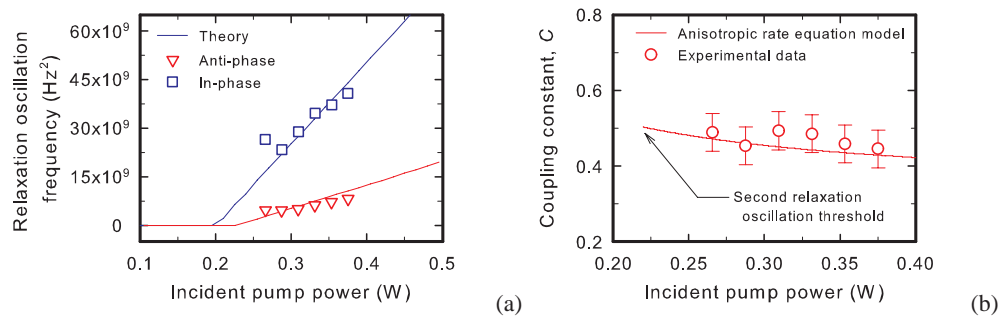 Relaxation oscillation
frequency (Hz²)
60x10⁹
45x10⁹
30x10⁹
15x10⁹
0
Theory
Anti-phase
In-phase
0.1 0.2 0.3 0.4 0.5
Incident pump power (W)
(a)
Coupling constant, C
0.8
0.6
0.4
0.2
Anisotropic rate equation model
Experimental data
Second relaxation
oscillation threshold
0.20 0.25 0.30 0.35 0.40
Incident pump power (W)
(b)